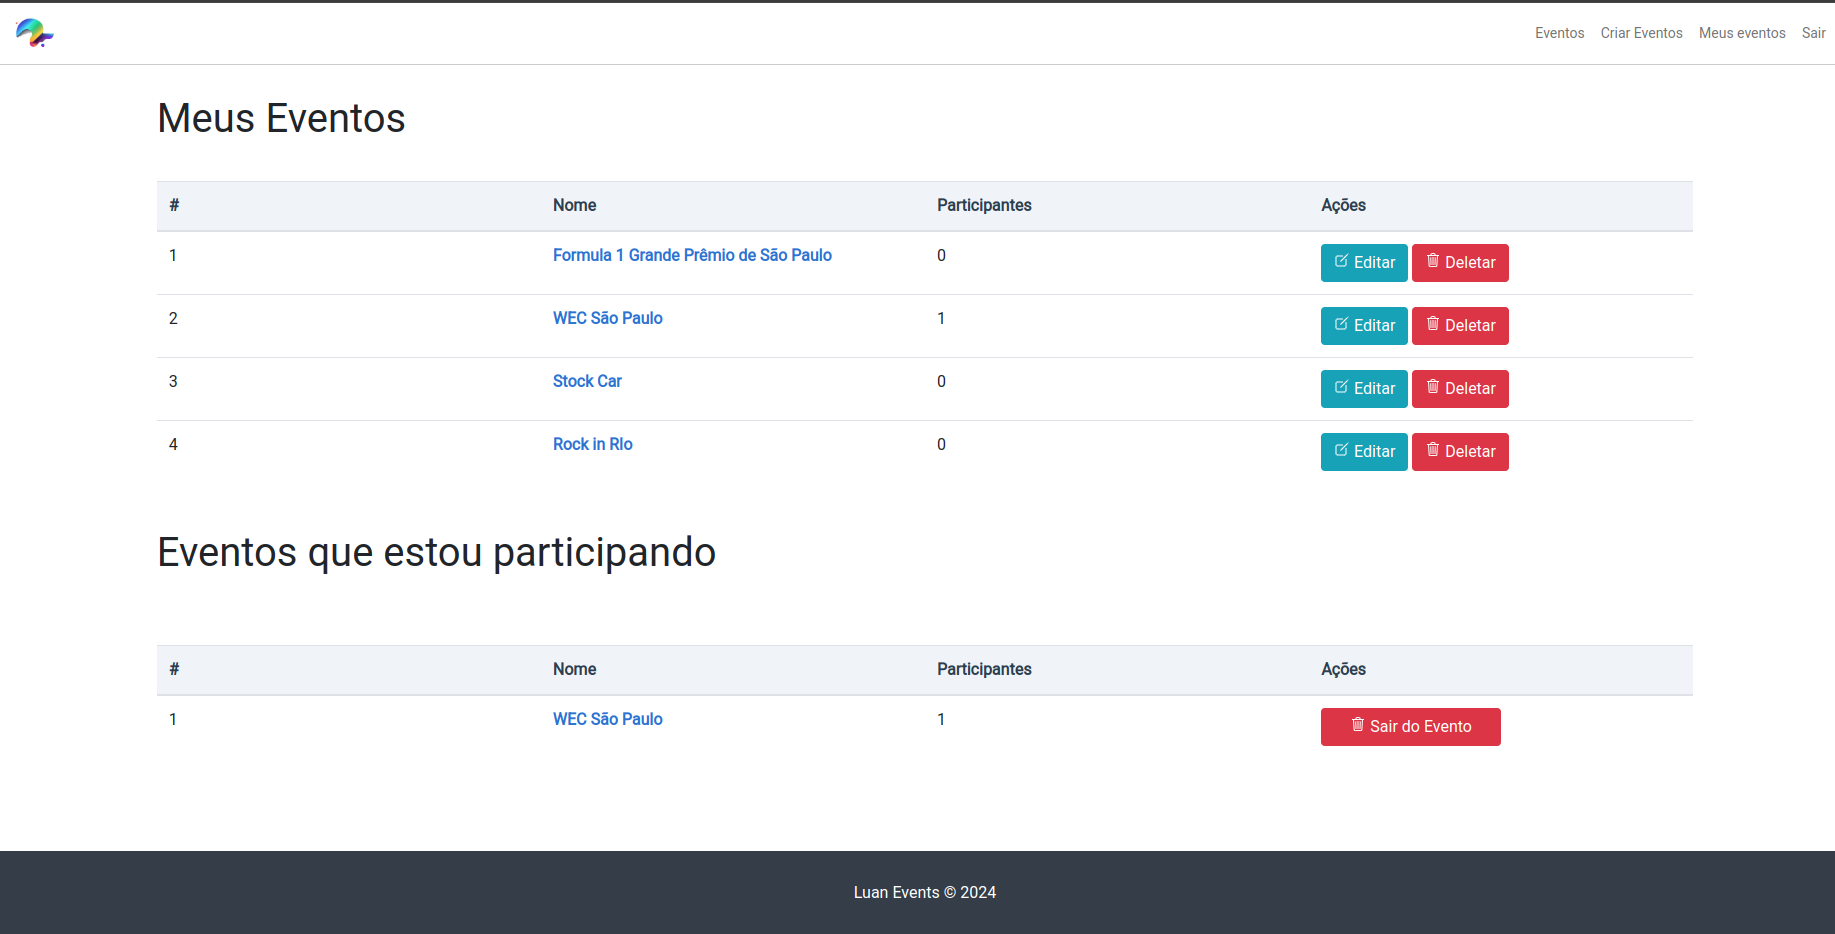 Eventos Criar Eventos Meus eventos Sair
Meus Eventos
# Nome Participantes Ações
1 Formula 1 Grande Prêmio de São Paulo 0 Editar Deletar
2 WEC São Paulo 1 Editar Deletar
3 Stock Car 0 Editar Deletar
4 Rock in RIo 0 Editar Deletar
Eventos que estou participando
# Nome Participantes Ações
1 WEC São Paulo 1 Sair do Evento
Luan Events © 2024